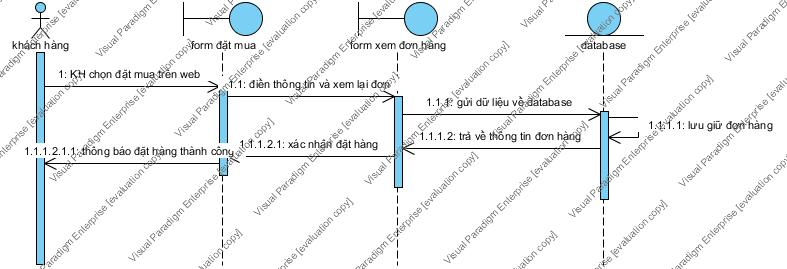 khách hàng
form đặt mua
form xem đơn hàng
database
1: KH chọn đặt mua trên web
1.1: điền thông tin và xem lại đơn
1.1.1: gửi dữ liệu về database
1.1.1.1: lưu giữ đơn hàng
1.1.1.2: trả về thông tin đơn hàng
1.1.1.2.1: xác nhận đặt hàng
1.1.1.2.1.1: thông báo đặt hàng thành công
Visual Paradigm Enterprise [evaluation copy]